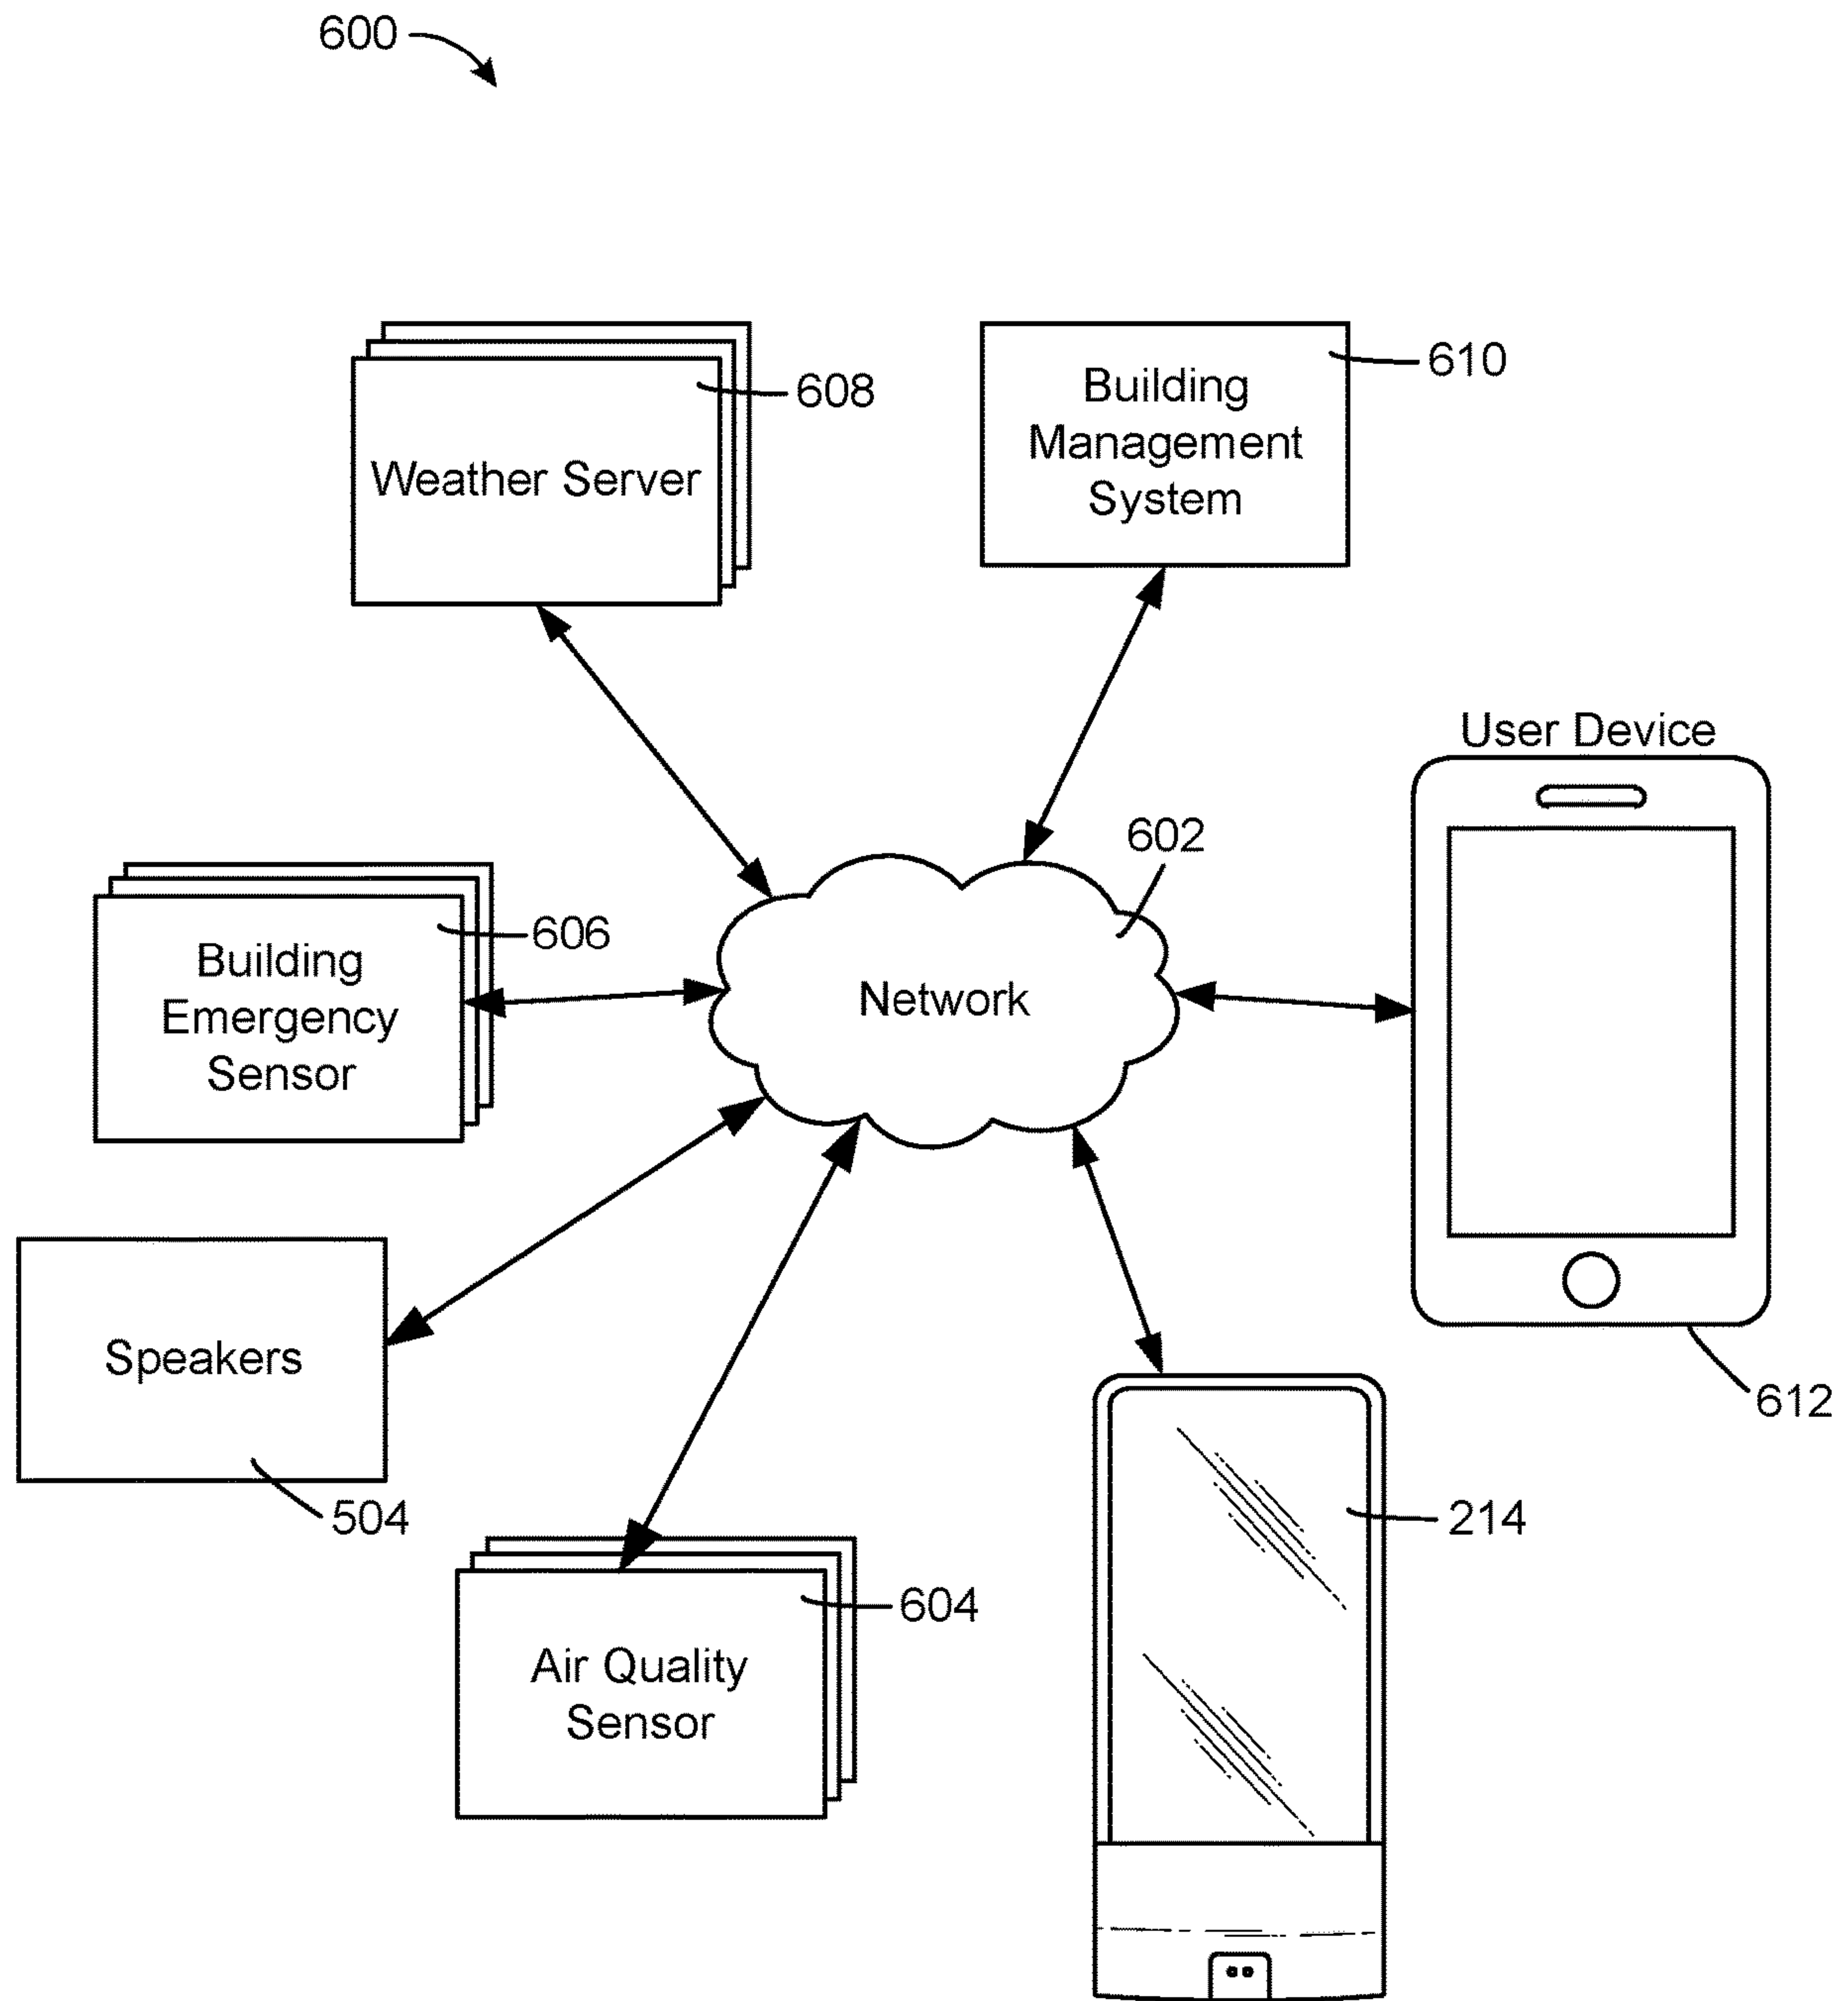 600
608
Weather Server
610
Building
Management
System
User Device
602
606
Building
Emergency
Sensor
Network
Speakers
504
612
214
604
Air Quality
Sensor